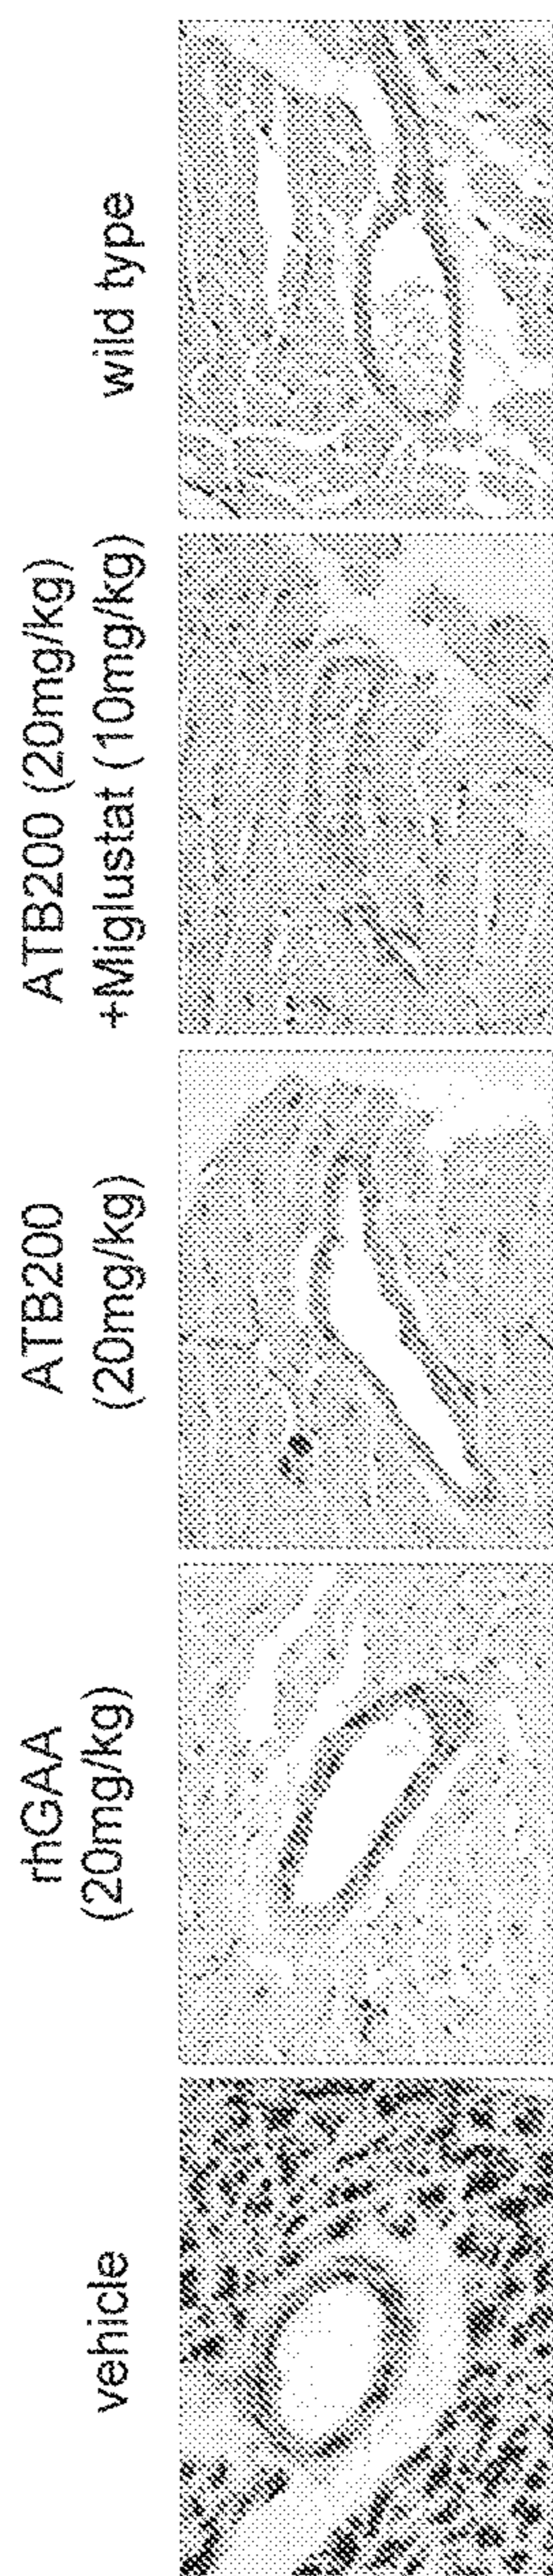 vehicle
rhGAA
(20mg/kg)
ATB200
(20mg/kg)
ATB200 (20mg/kg)
+Miglustat (10mg/kg)
wild type